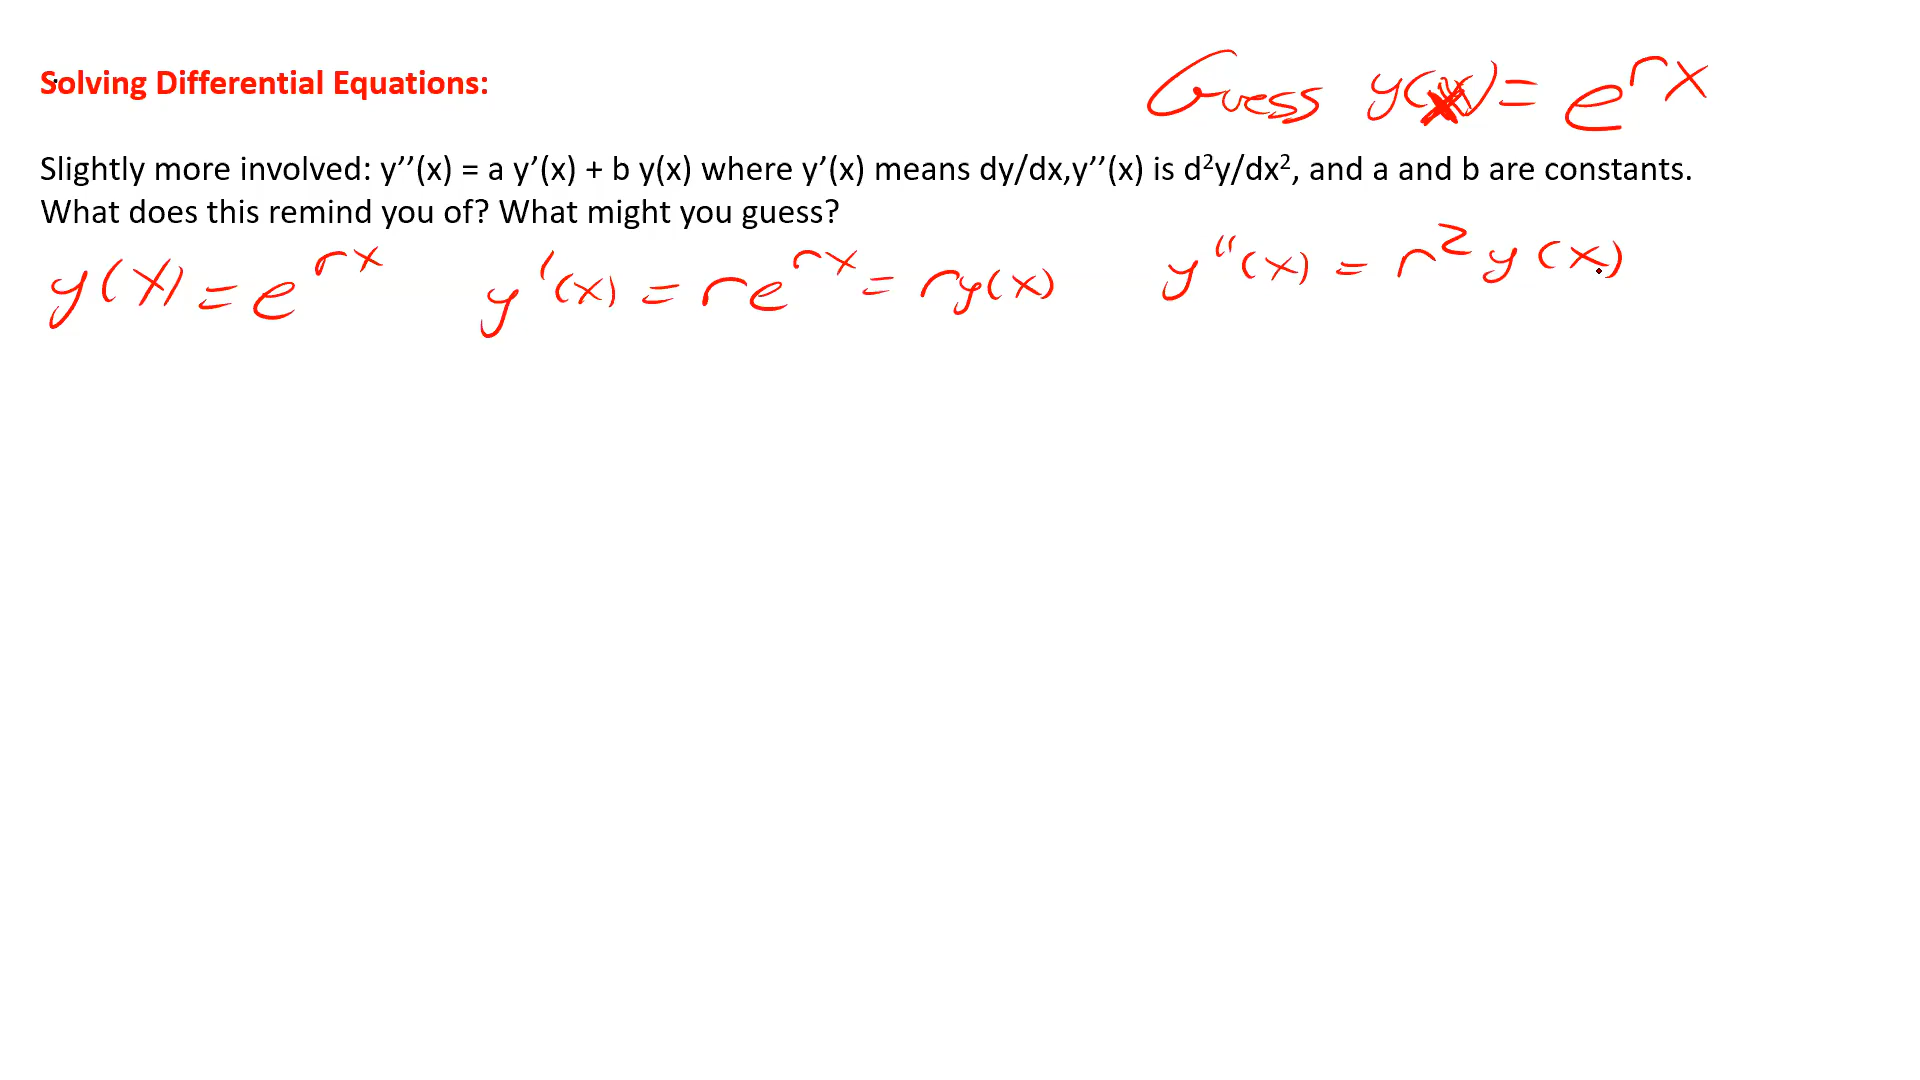 Solving Differential Equations:
Guess y(x) = e^rx
Slightly more involved: y’’(x) = a y’(x) + b y(x) where y’(x) means dy/dx,y’’(x) is d²y/dx², and a and b are constants.
What does this remind you of? What might you guess?
y(x) = e^rx y'(x) = re^rx = ry(x) y"(x) = r² y(x)